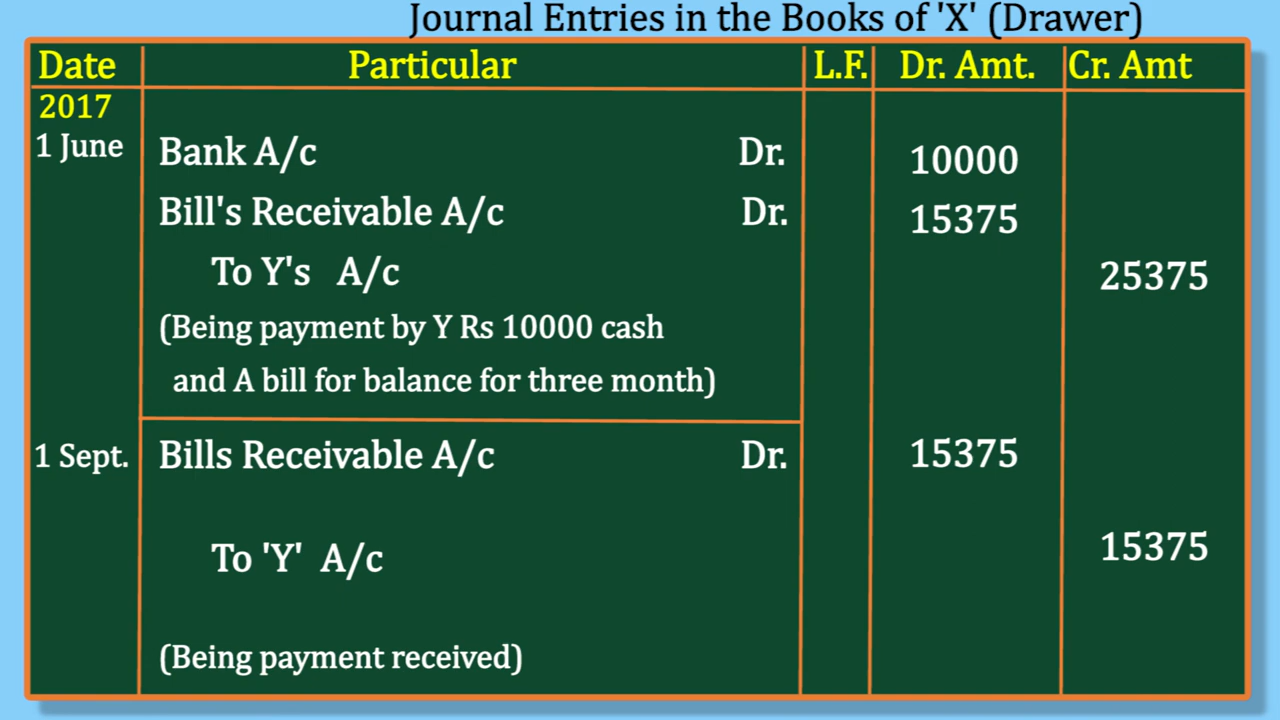 Journal Entries in the Books of 'X' (Drawer)
Date Particular L.F. Dr. Amt. Cr. Amt
2017
1 June Bank A/c Dr. 10000
Bill's Receivable A/c Dr. 15375
To Y's A/c 25375
(Being payment by Y Rs 10000 cash
and A bill for balance for three month)
1 Sept. Bills Receivable A/c Dr. 15375
To 'Y' A/c 15375
(Being payment received)